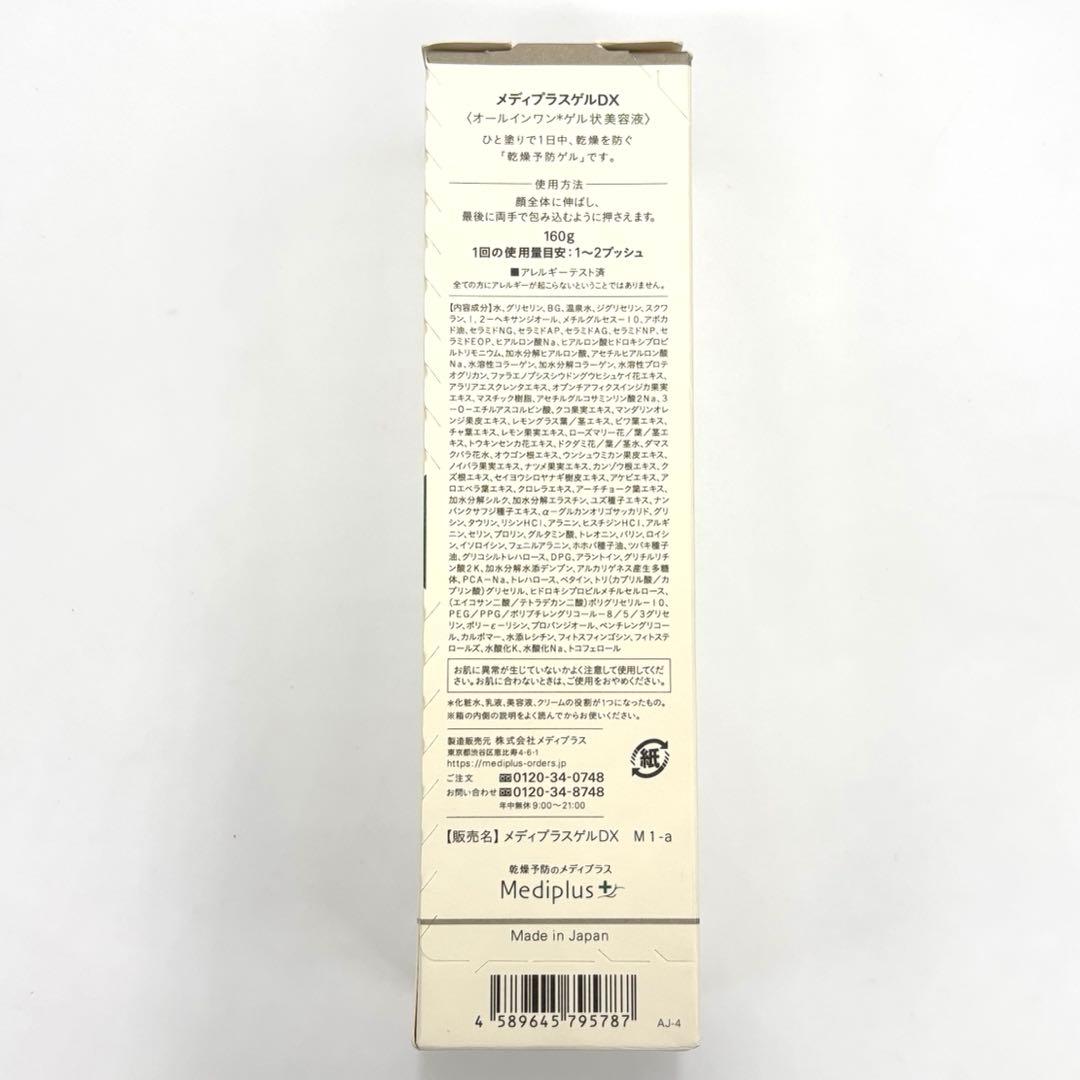 メディプラスゲルDX
〈オールインワン*ゲル状美容液〉
ひと塗りで1日中、乾燥を防ぐ
「乾燥予防ゲル」です。
使用方法
顔全体に伸ばし、
最後に両手で包み込むように押さえます。
160g
1回の使用量目安：1〜2プッシュ
■アレルギーテスト済
全ての方にアレルギーが起こらないということではありません。
【内容成分】水、グリセリン、BG、温泉水、ジグリセリン、スクワ
ラン、1，2－ヘキサンジオール、メチルグルセス－10、アボカ
ド油、セラミドNG、セラミドAP、セラミドAG、セラミドNP、セ
ラミドEOP、ヒアルロン酸Na、ヒアルロン酸ヒドロキシプロピ
ルトリモニウム、加水分解ヒアルロン酸、アセチルヒアルロン酸
Na、水溶性コラーゲン、加水分解コラーゲン、水溶性プロテ
オグリカン、ファラエノプシスシウドングウヒシュケイ花エキス、
アラリアエスクレンタエキス、オプンチアフィクスインジカ果実
エキス、マスチック樹脂、アセチルグルコサミンリン酸2Na、3
－O－エチルアスコルビン酸、クコ果実エキス、マンダリンオレ
ンジ果皮エキス、レモングラス葉／茎エキス、ビワ葉エキス、
チャ葉エキス、レモン果実エキス、ローズマリー花／葉／茎エ
キス、トウキンセンカ花エキス、ドクダミ花／葉／茎水、ダマス
クバラ花水、オウゴン根エキス、ウンシュウミカン果皮エキス、
ノイバラ果実エキス、ナツメ果実エキス、カンゾウ根エキス、ク
ズ根エキス、セイヨウシロヤナギ樹皮エキス、アケビエキス、ア
ロエベラ葉エキス、クロレラエキス、アーチチョーク葉エキス、
加水分解シルク、加水分解エラスチン、ユズ種子エキス、ナン
バンクサフジ種子エキス、α－グルカンオリゴサッカリド、グリ
シン、タウリン、リシンHCl、アラニン、ヒスチジンHCl、アルギ
ニン、セリン、プロリン、グルタミン酸、トレオニン、バリン、ロイシ
ン、イソロイシン、フェニルアラニン、ホホバ種子油、ツバキ種子
油、グリコシルトレハロース、DPG、アラントイン、グリチルリチ
ン酸2K、加水分解水添デンプン、アルカリゲネス産生多糖
体、PCA－Na、トレハロース、ベタイン、トリ（カプリル酸／カ
プリン酸）グリセリル、ヒドロキシプロピルメチルセルロース、
（エイコサン二酸／テトラデカン二酸）ポリグリセリル－10、
PEG／PPG／ポリブチレングリコール－8／5／3グリセ
リン、ポリ－ε－リシン、プロパンジオール、ペンチレングリコー
ル、カルボマー、水添レシチン、フィトスフィンゴシン、フィトステ
ロールズ、水酸化K、水酸化Na、トコフェロール
お肌に異常が生じていないかよく注意して使用してくだ
さい。お肌に合わないときは、ご使用をおやめください。
*化粧水、乳液、美容液、クリームの役割が1つになったもの。
※箱の内側の説明をよく読んでからお使いください。
製造販売元 株式会社メディプラス
東京都渋谷区恵比寿4-6-1
https://mediplus-orders.jp
紙
ご注文 0120-34-0748
お問い合わせ 0120-34-8748
年中無休 9:00〜21:00
【販売名】メディプラスゲルDX M1-a
乾燥予防のメディプラス
Mediplus
Made in Japan
4 589645 795787
AJ-4